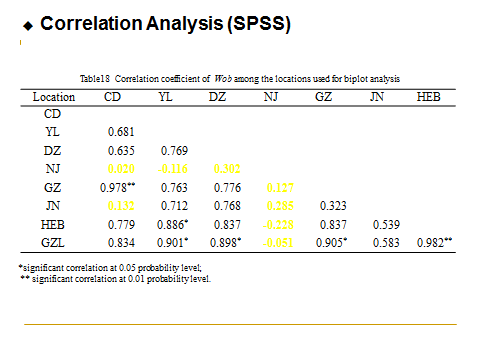 ◆ Correlation Analysis (SPSS)
Table18 Correlation coefficient of Wob among the locations used for biplot analysis
Location CD YL DZ NJ GZ JN HEB
CD
YL 0.681
DZ 0.635 0.769
NJ 0.020 -0.116 0.302
GZ 0.978** 0.763 0.776 0.127
JN 0.132 0.712 0.768 0.285 0.323
HEB 0.779 0.886* 0.837 -0.228 0.837 0.539
GZL 0.834 0.901* 0.898* -0.051 0.905* 0.583 0.982**
*significant correlation at 0.05 probability level;
** significant correlation at 0.01 probability level.